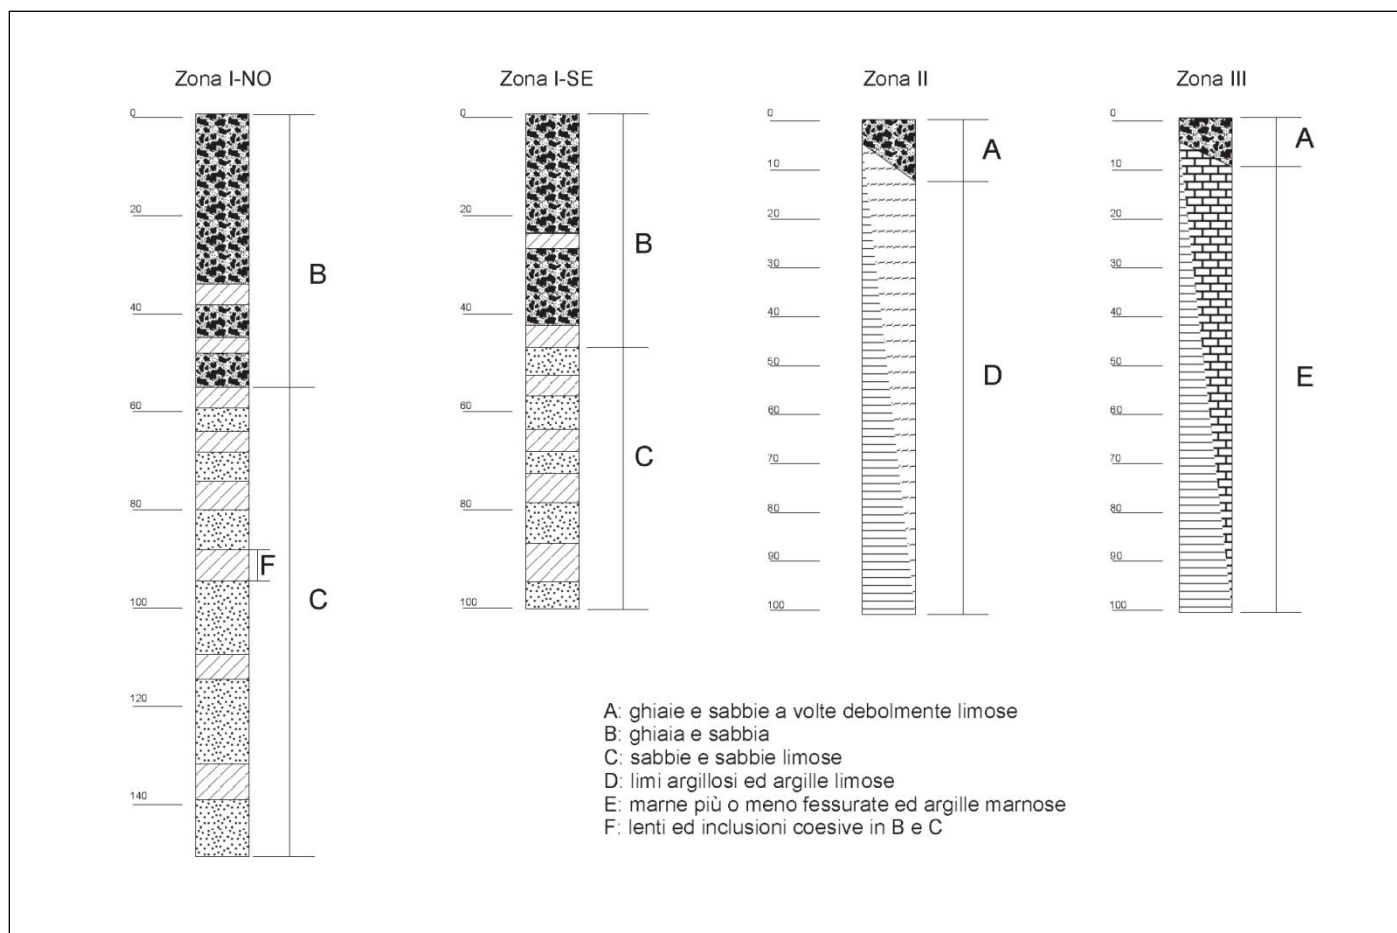 Zona I-NO
0
20
40
60
80
100
120
140
B
F
C
Zona I-SE
0
20
40
60
80
100
B
C
Zona II
0
10
20
30
40
50
60
70
80
90
100
A
D
Zona III
0
10
20
30
40
50
60
70
80
90
100
A
E
A: ghiaie e sabbie a volte debolmente limose
B: ghiaia e sabbia
C: sabbie e sabbie limose
D: limi argillosi ed argille limose
E: marne più o meno fessurate ed argille marnose
F: lenti ed inclusioni coesive in B e C